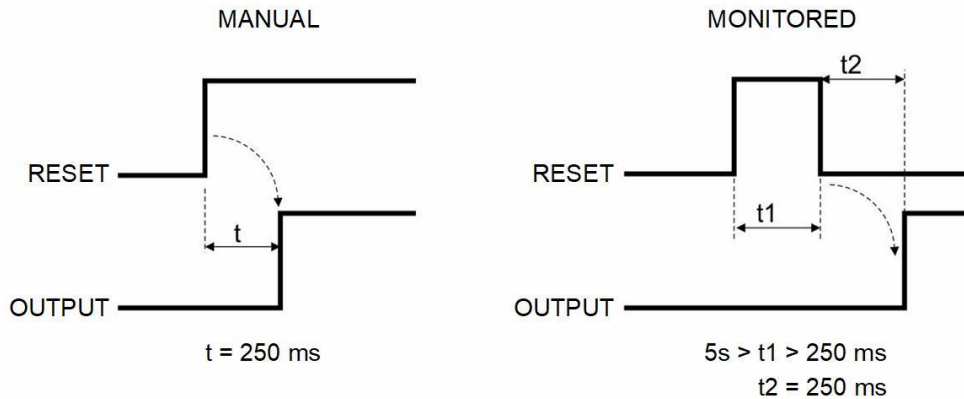 MANUAL
RESET
t
OUTPUT
t = 250 ms
MONITORED
t2
RESET
t1
OUTPUT
5s > t1 > 250 ms
t2 = 250 ms